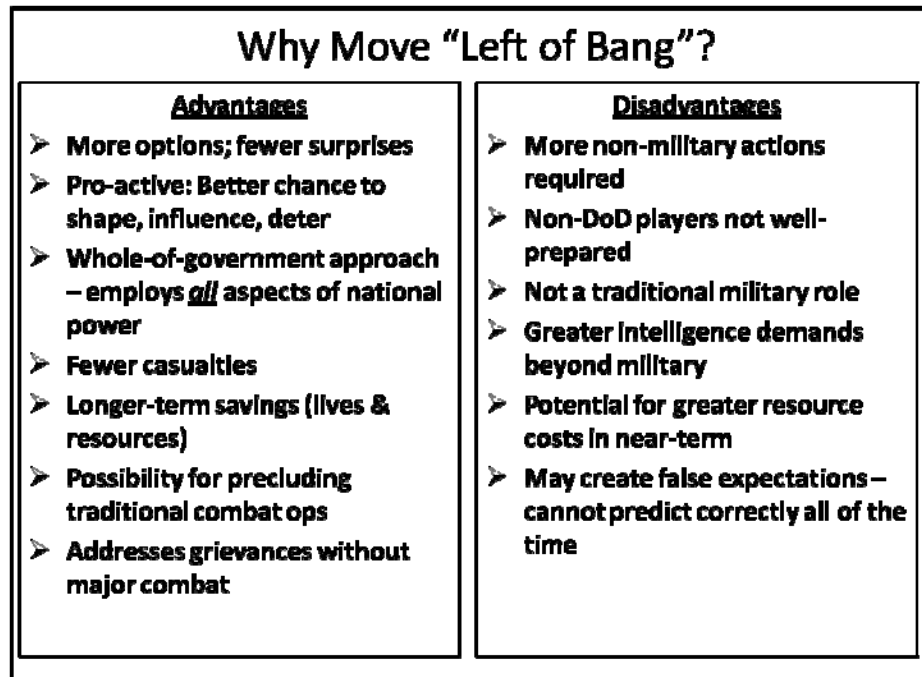 Why Move “Left of Bang”?
Advantages
➢ More options; fewer surprises
➢ Pro-active: Better chance to
shape, influence, deter
➢ Whole-of-government approach
– employs all aspects of national
power
➢ Fewer casualties
➢ Longer-term savings (lives &
resources)
➢ Possibility for precluding
traditional combat ops
➢ Addresses grievances without
major combat
Disadvantages
➢ More non-military actions
required
➢ Non-DoD players not well-
prepared
➢ Not a traditional military role
➢ Greater intelligence demands
beyond military
➢ Potential for greater resource
costs in near-term
➢ May create false expectations –
cannot predict correctly all of the
time